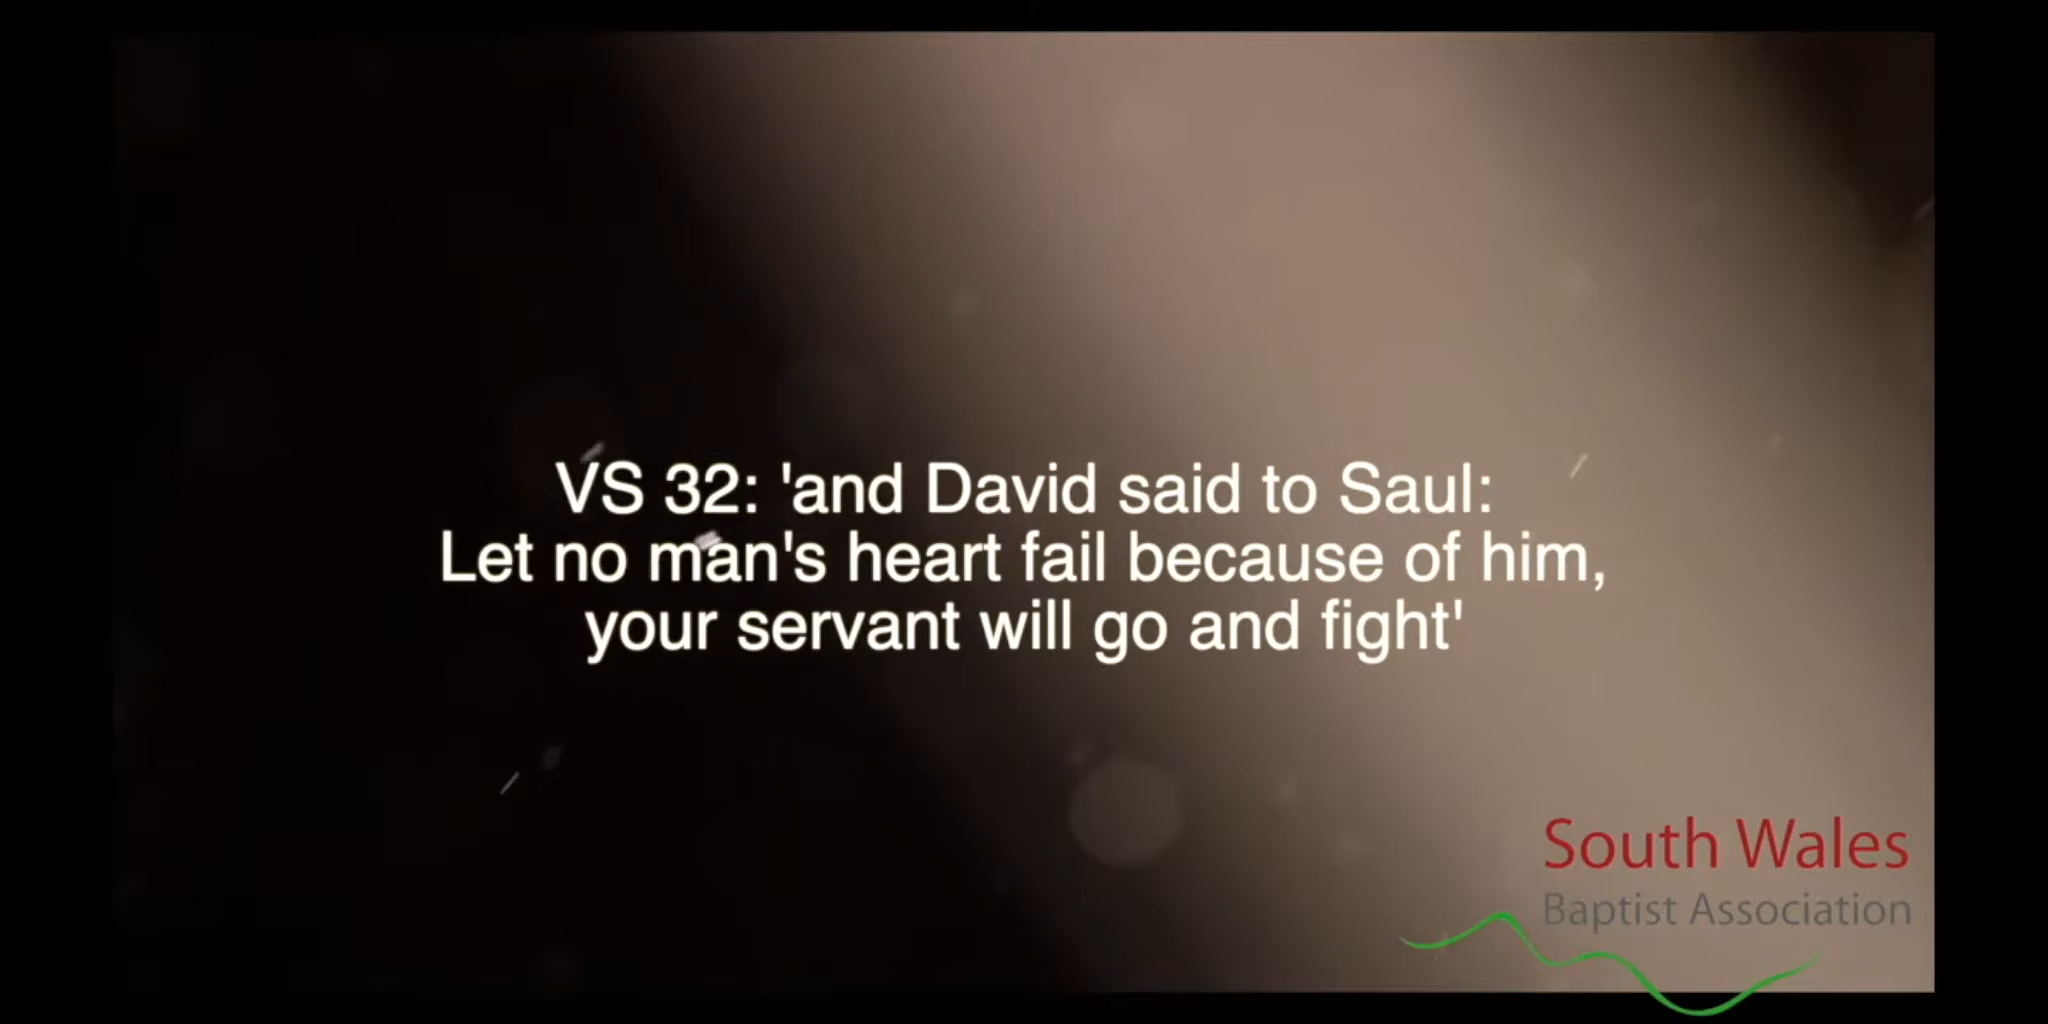 VS 32: 'and David said to Saul:
Let no man's heart fail because of him,
your servant will go and fight'
South Wales
Baptist Association